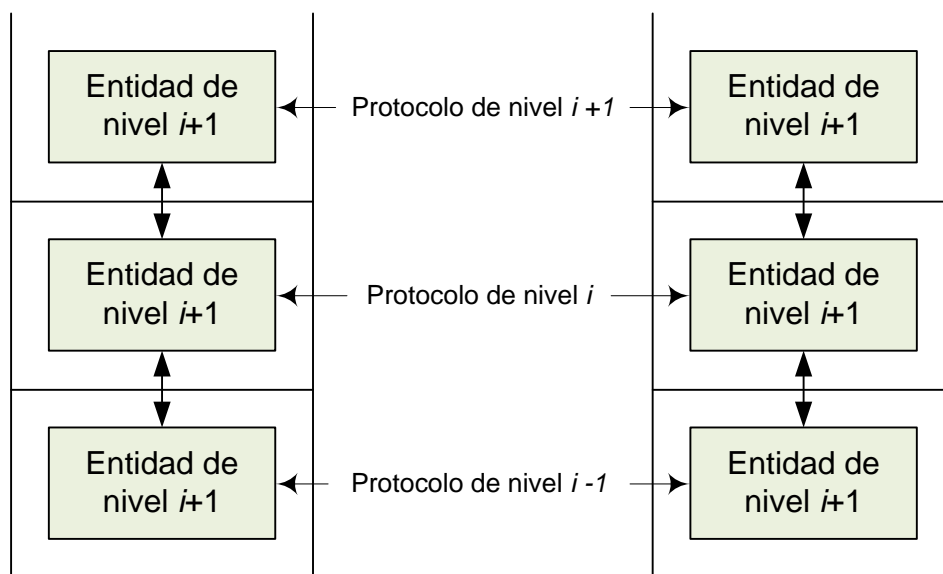 Entidad de
nivel i+1
Protocolo de nivel i +1
Entidad de
nivel i+1
Entidad de
nivel i+1
Protocolo de nivel i
Entidad de
nivel i+1
Entidad de
nivel i+1
Protocolo de nivel i -1
Entidad de
nivel i+1